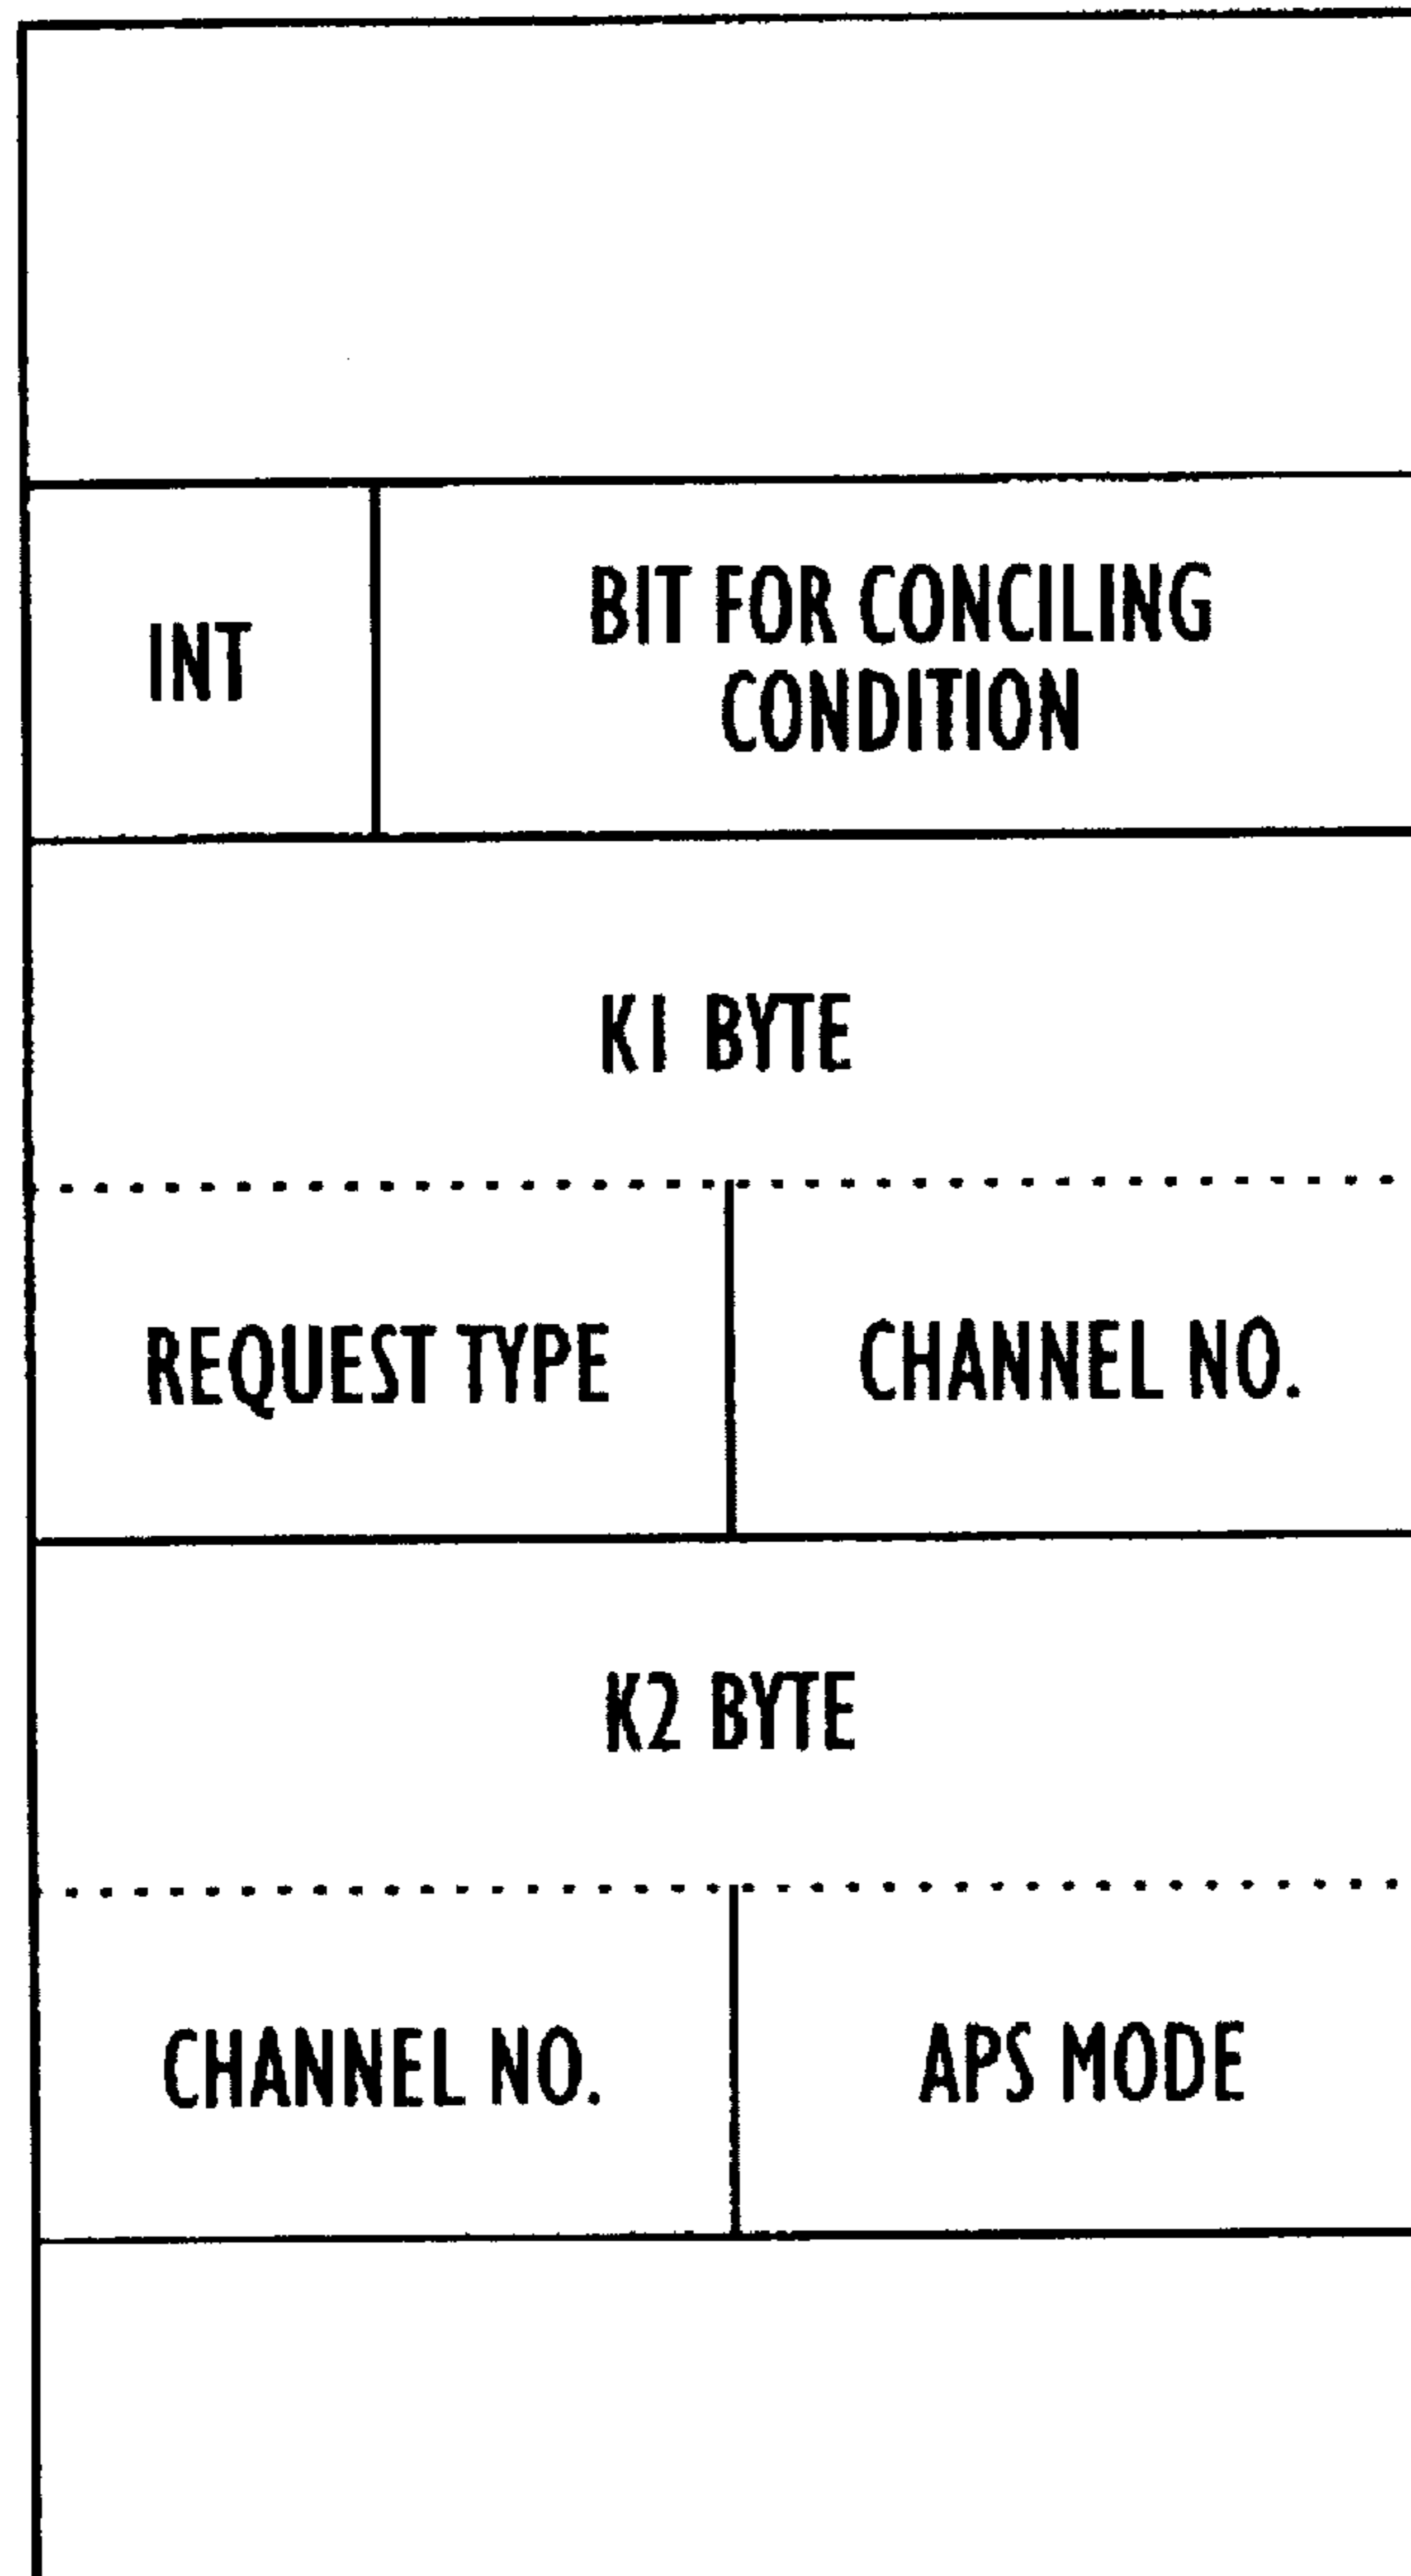 INT
BIT FOR CONCILING
CONDITION
K1 BYTE
REQUEST TYPE
CHANNEL NO.
K2 BYTE
CHANNEL NO.
APS MODE